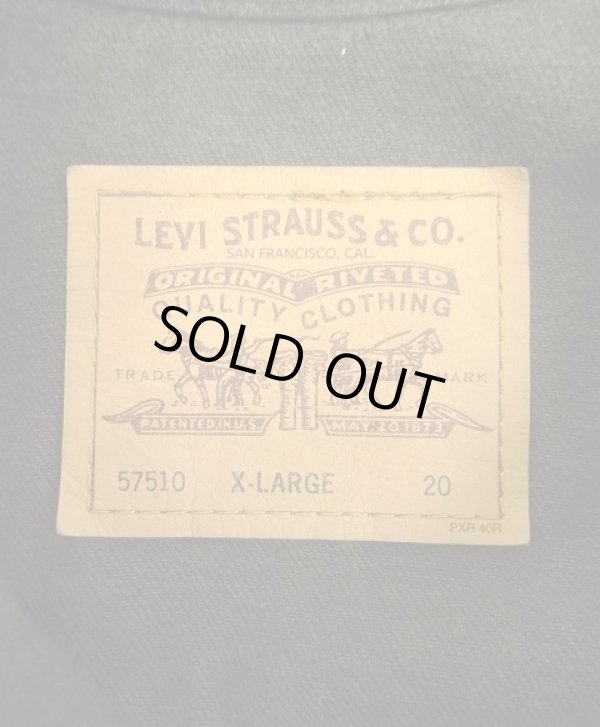 LEVI STRAUSS & CO.
SAN FRANCISCO, CAL.
ORIGINAL RIVETED
QUALITY CLOTHING
SOLD OUT
TRADE MARK
PATENTED IN U.S. MAY 20 1873
57510 X-LARGE 20
PXR 40R